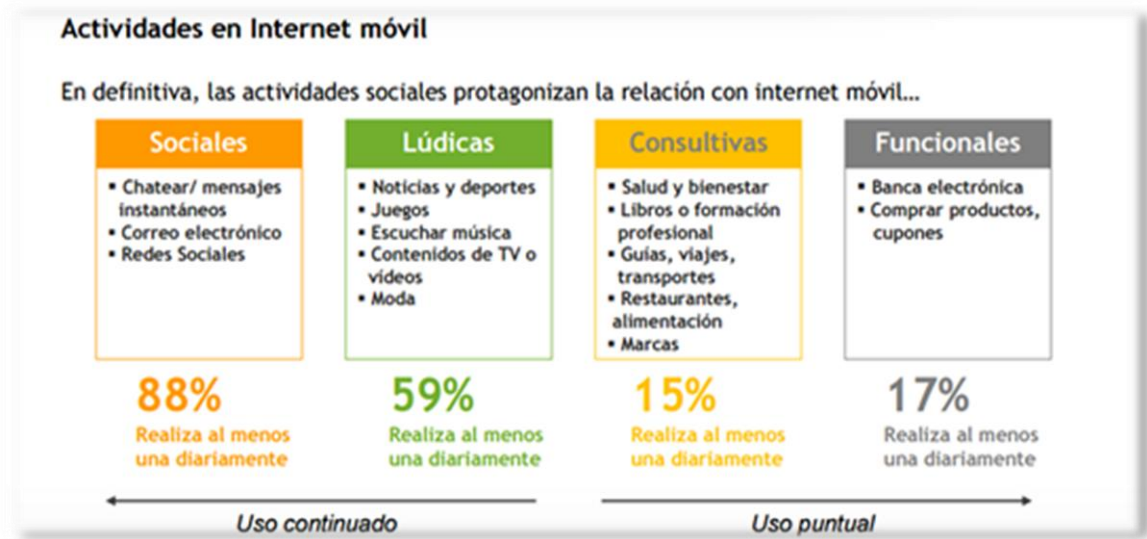 Actividades en Internet móvil
En definitiva, las actividades sociales protagonizan la relación con internet móvil...
Sociales
▪ Chatear/ mensajes
instantáneos
▪ Correo electrónico
▪ Redes Sociales
88%
Realiza al menos
una diariamente
Lúdicas
▪ Noticias y deportes
▪ Juegos
▪ Escuchar música
▪ Contenidos de TV o
vídeos
▪ Moda
59%
Realiza al menos
una diariamente
Consultivas
▪ Salud y bienestar
▪ Libros o formación
profesional
▪ Guías, viajes,
transportes
▪ Restaurantes,
alimentación
▪ Marcas
15%
Realiza al menos
una diariamente
Funcionales
▪ Banca electrónica
▪ Comprar productos,
cupones
17%
Realiza al menos
una diariamente
Uso continuado
Uso puntual